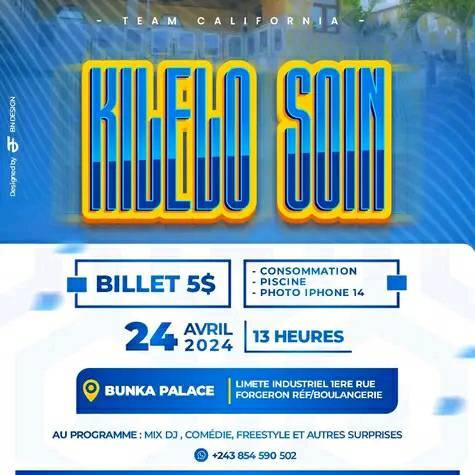 - TEAM CALIFORNIA -
KILELO SOIN
Designed by BH DESIGN
BILLET 5$
- CONSOMMATION
- PISCINE
- PHOTO IPHONE 14
24 AVRIL 2024
13 HEURES
BUNKA PALACE
LIMETE INDUSTRIEL 1ERE RUE
FORGERON RÉF/BOULANGERIE
AU PROGRAMME : MIX DJ , COMÉDIE, FREESTYLE ET AUTRES SURPRISES
+243 854 590 502